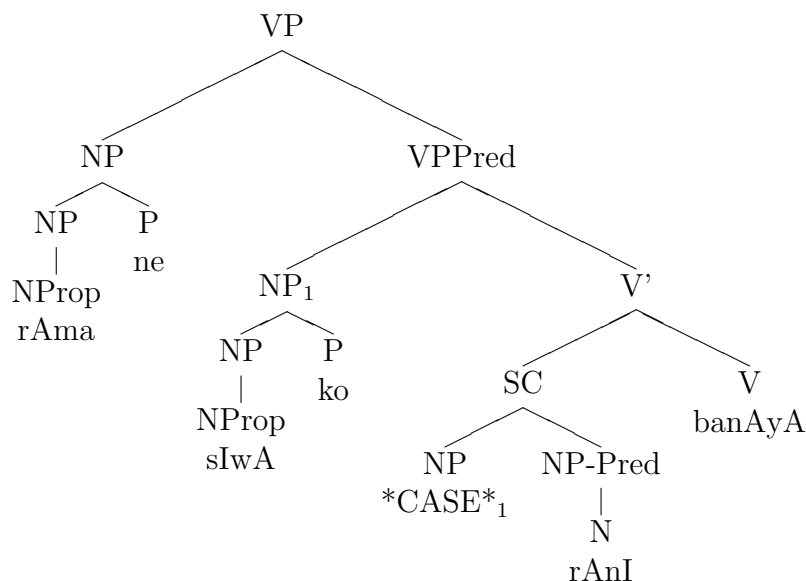 VP
NP VPPred
NP P NP₁ V'
ne
NProp NP P SC V
rAma ko banAyA
NProp NP NP-Pred
sIwA *CASE*₁
N
rAnI